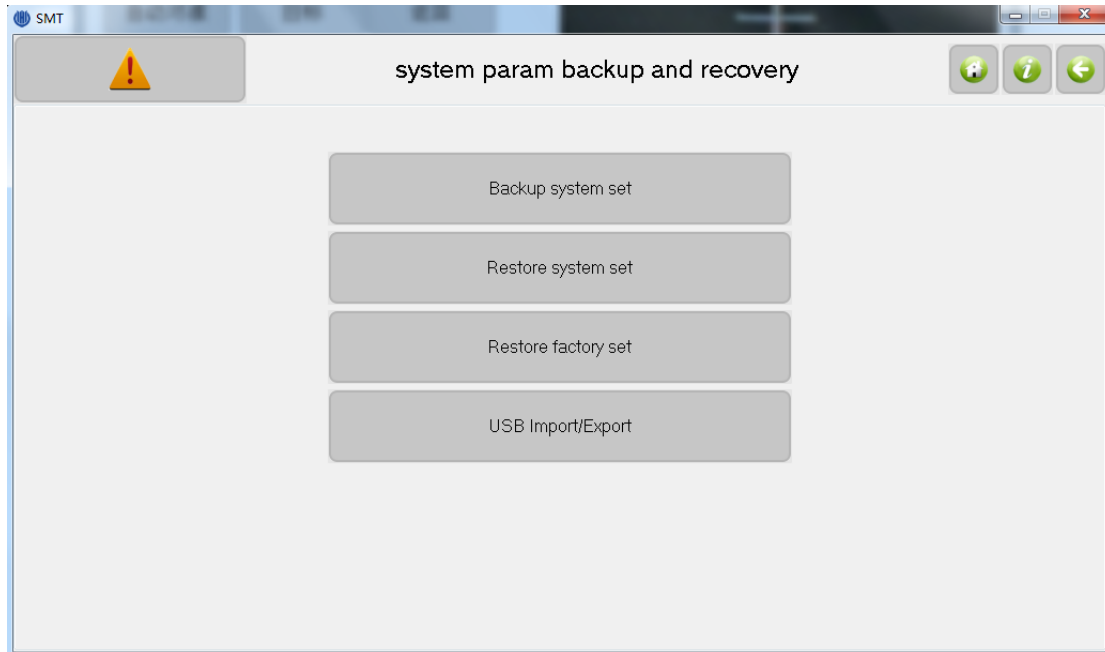 SMT
system param backup and recovery
Backup system set
Restore system set
Restore factory set
USB Import/Export